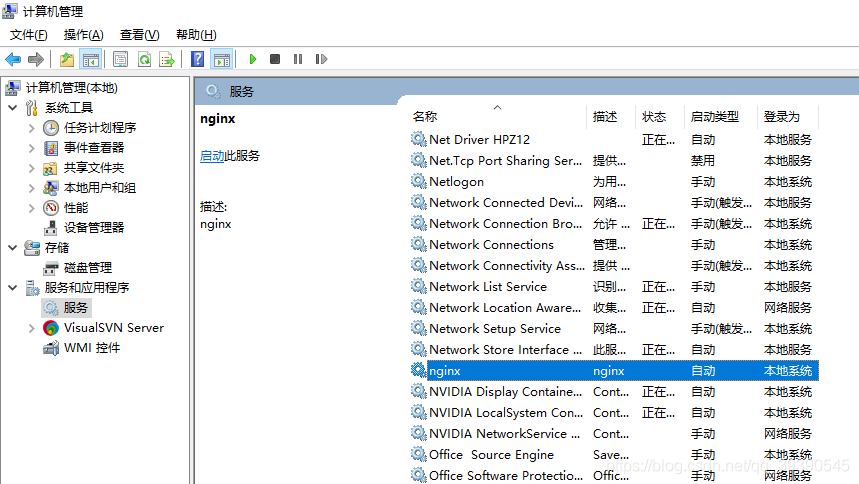 计算机管理
文件(F) 操作(A) 查看(V) 帮助(H)
计算机管理(本地)
系统工具
任务计划程序
事件查看器
共享文件夹
本地用户和组
性能
设备管理器
存储
磁盘管理
服务和应用程序
服务
VisualSVN Server
WMI 控件
服务
nginx
启动此服务
描述:
nginx
名称 描述 状态 启动类型 登录为
Net Driver HPZ12 正在... 自动 本地服务
Net.Tcp Port Sharing Ser... 提供... 禁用 本地服务
Netlogon 为用... 手动 本地系统
Network Connected Devi... 网络... 手动(触发... 本地服务
Network Connection Bro... 允许 ... 正在... 手动(触发... 本地系统
Network Connections 管理... 手动 本地系统
Network Connectivity Ass... 提供 ... 手动(触发... 本地系统
Network List Service 识别... 正在... 手动 本地服务
Network Location Aware... 收集... 正在... 自动 网络服务
Network Setup Service 网络... 手动(触发... 本地系统
Network Store Interface ... 此服... 正在... 自动 本地服务
nginx nginx 自动 本地系统
NVIDIA Display Containe... Cont... 正在... 自动 本地系统
NVIDIA LocalSystem Con... Cont... 正在... 自动 本地系统
NVIDIA NetworkService ... Cont... 手动 网络服务
Office  Source Engine Save... 手动 本地系统
Office Software Protectio... Offic... 手动 网络服务